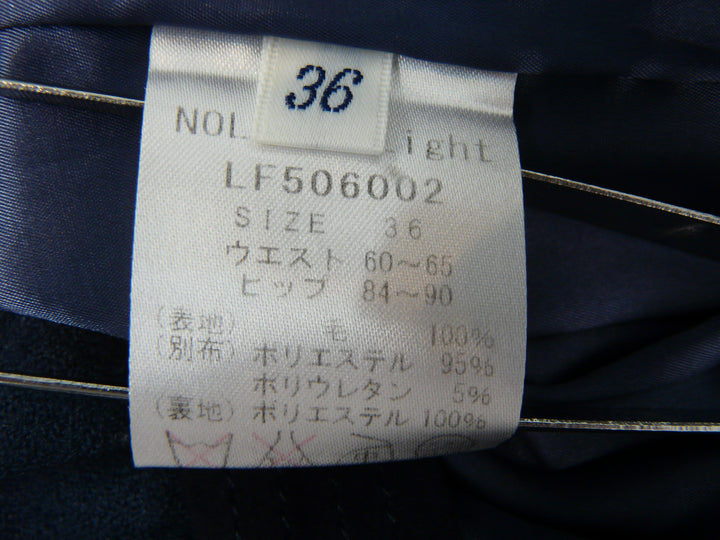 36
NOL ight
LF506002
SIZE 36
ウエスト 60～65
ヒップ 84～90
(表地) 毛 100%
(別布) ポリエステル 95%
ポリウレタン 5%
(裏地) ポリエステル 100%